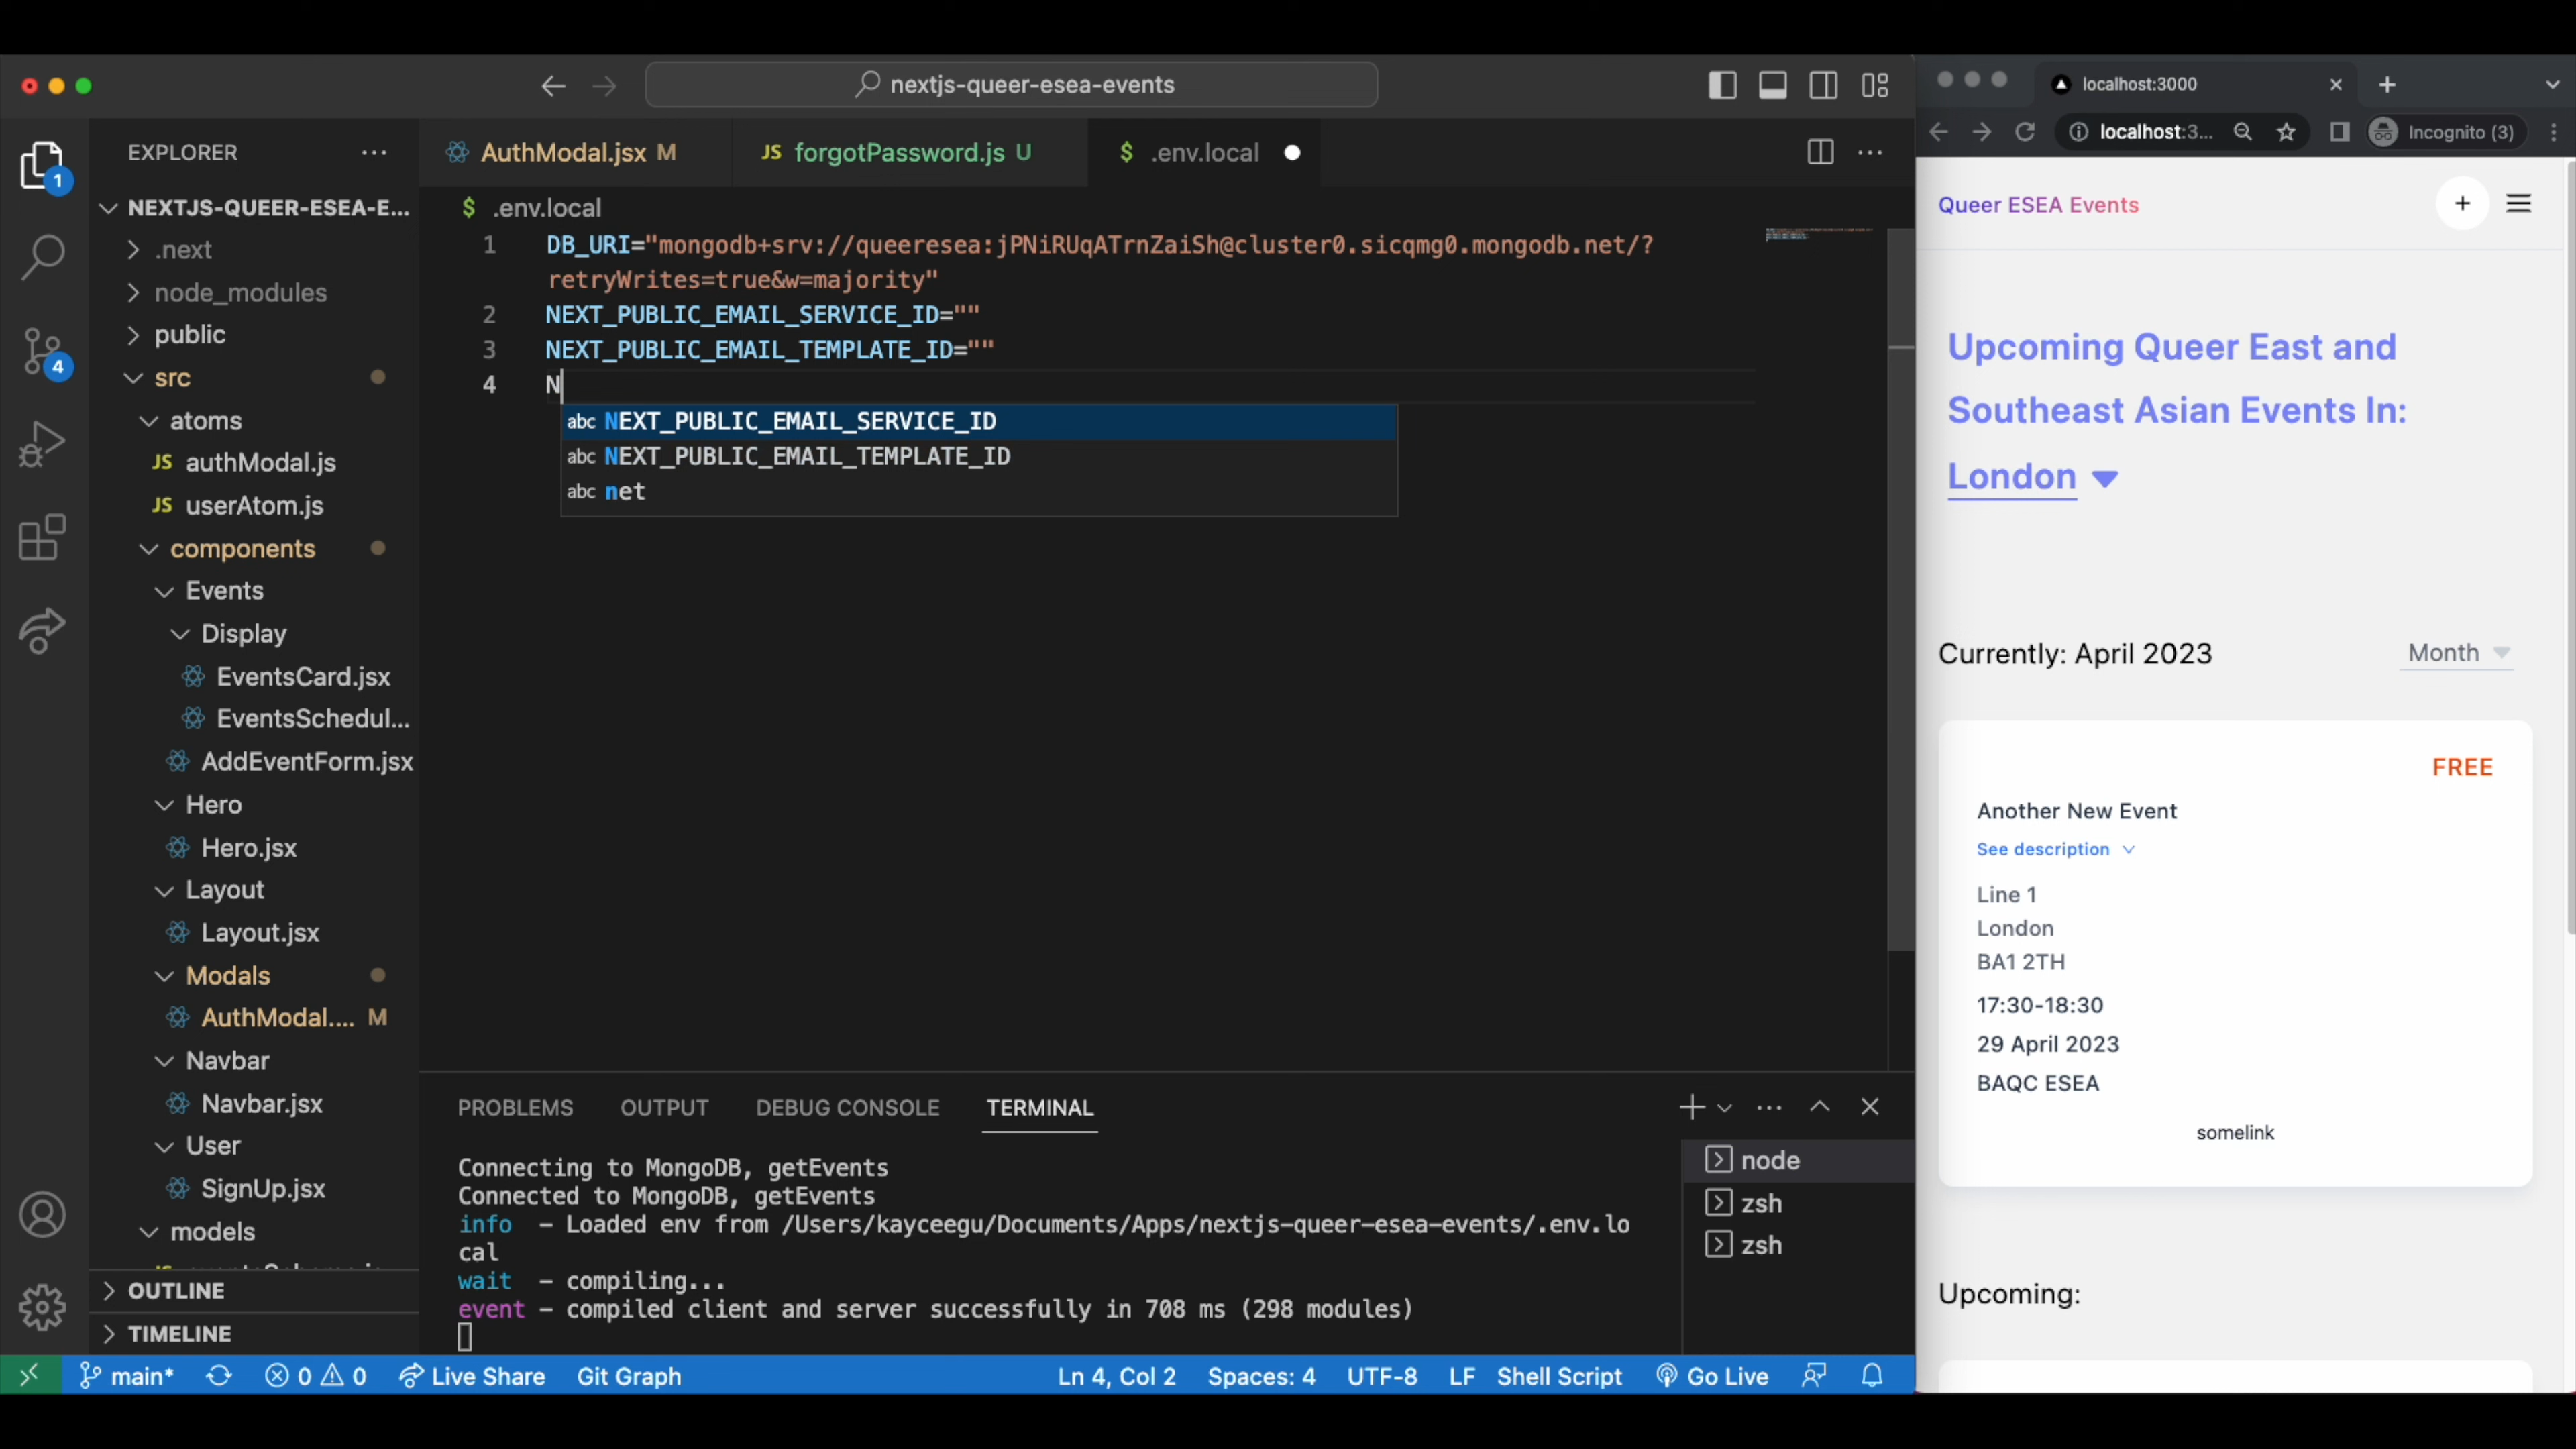 nextjs-queer-esea-events
EXPLORER
NEXTJS-QUEER-ESEA-E...
.next
node_modules
public
src
atoms
JS authModal.js
JS userAtom.js
components
Events
Display
EventsCard.jsx
EventsSchedul...
AddEventForm.jsx
Hero
Hero.jsx
Layout
Layout.jsx
Modals
AuthModal.... M
Navbar
Navbar.jsx
User
SignUp.jsx
models
OUTLINE
TIMELINE
1
4
AuthModal.jsx M
JS forgotPassword.js U
$ .env.local
$ .env.local
1 DB_URI="mongodb+srv://queeresea:jPNiRUqATrnZaiSh@cluster0.sicqmg0.mongodb.net/?
retryWrites=true&w=majority"
2 NEXT_PUBLIC_EMAIL_SERVICE_ID=""
3 NEXT_PUBLIC_EMAIL_TEMPLATE_ID=""
4 N
abc NEXT_PUBLIC_EMAIL_SERVICE_ID
abc NEXT_PUBLIC_EMAIL_TEMPLATE_ID
abc net
PROBLEMS OUTPUT DEBUG CONSOLE TERMINAL
Connecting to MongoDB, getEvents
Connected to MongoDB, getEvents
info - Loaded env from /Users/kayceegu/Documents/Apps/nextjs-queer-esea-events/.env.lo
cal
wait - compiling...
event - compiled client and server successfully in 708 ms (298 modules)
node
zsh
zsh
main* 0 0 Live Share Git Graph Ln 4, Col 2 Spaces: 4 UTF-8 LF Shell Script Go Live
localhost:3000
localhost:3... Incognito (3)
Queer ESEA Events
Upcoming Queer East and
Southeast Asian Events In:
London
Currently: April 2023 Month
FREE
Another New Event
See description
Line 1
London
BA1 2TH
17:30-18:30
29 April 2023
BAQC ESEA
somelink
Upcoming: